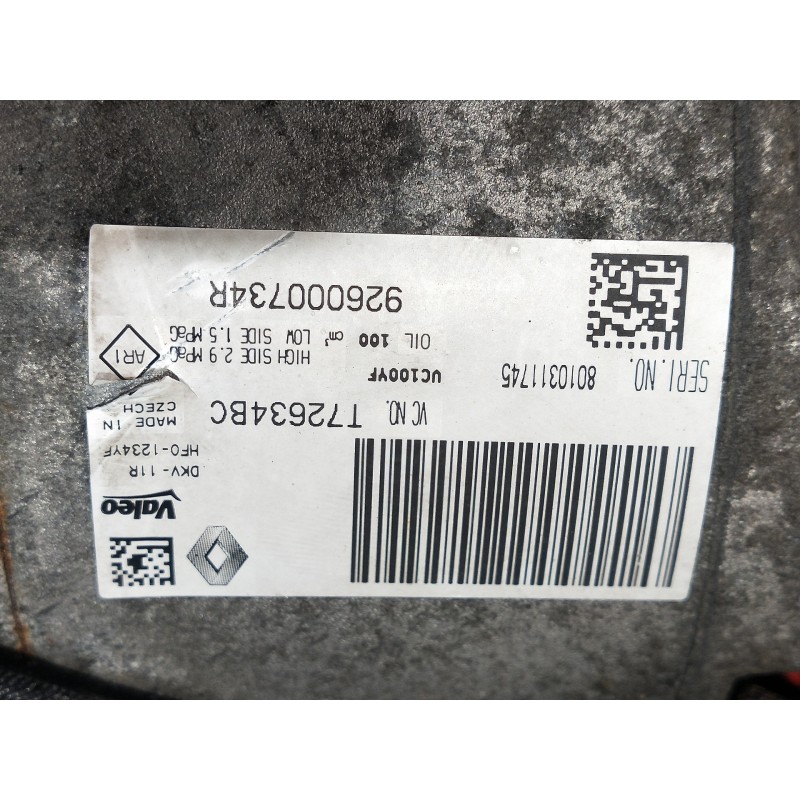 Valeo
DKV-11R
HFO-1234YF
MADE IN
CZECH
AR1
VC NO. T72634BC
UC100YF
HIGH SIDE 2.9 MPaG
OIL 100 cm³ LOW SIDE 1.5 MPaG
SERI.NO. 8010311745
926000734R